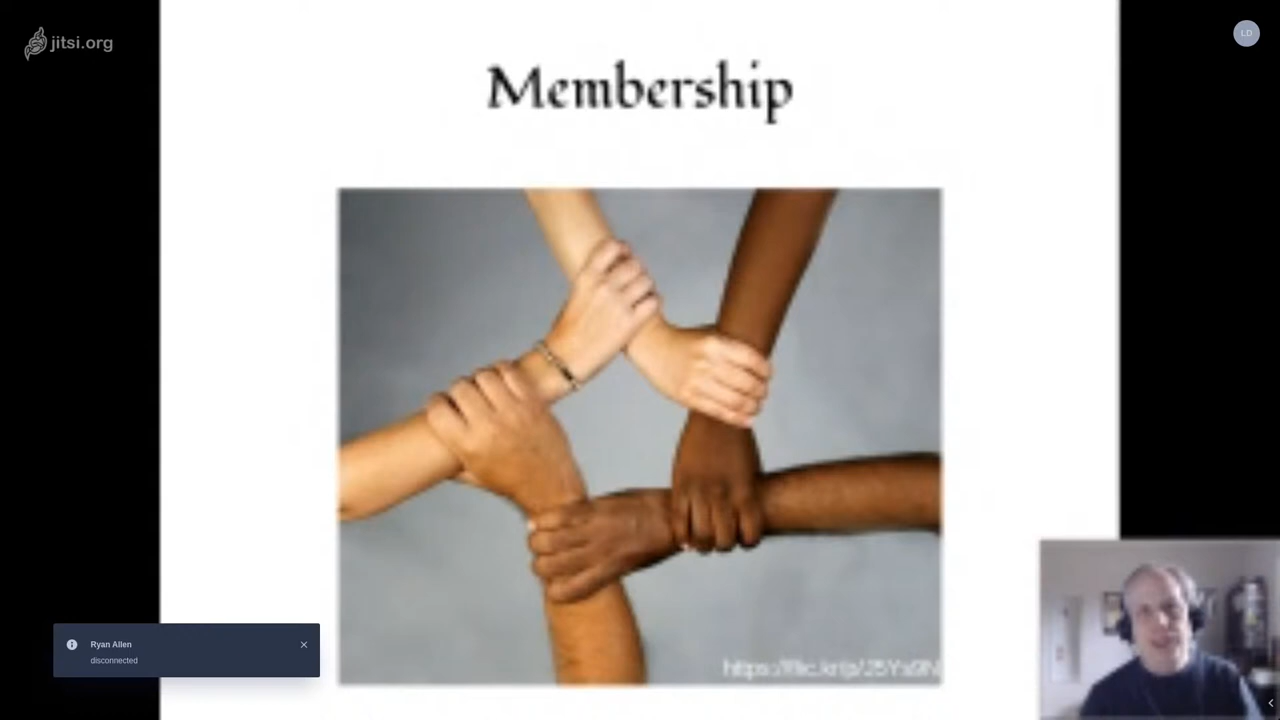 jitsi.org
LD
Membership
Ryan Allen
disconnected